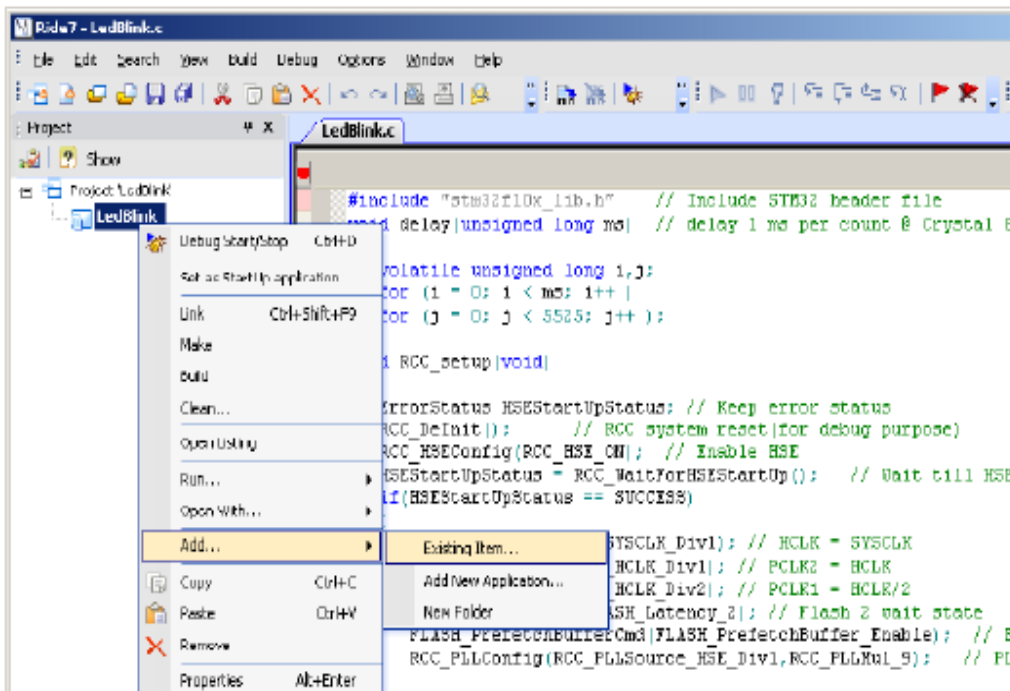 Ride7 - LedBlink.c
File Edit Search View Build Debug Options Window Help
Project
LedBlink.c
Show
Project 'LedBlink'
LedBlink
#include "stm32f10x_lib.h" // Include STM32 header file
void delay(unsigned long ms) // delay 1 ms per count @ Crystal
volatile unsigned long i,j;
for (i = 0; i < ms; i++ )
for (j = 0; j < 5525; j++ );
RCC_setup(void)
ErrorStatus HSEStartUpStatus; // Keep error status
RCC_DeInit(); // RCC system reset(for debug purpose)
RCC_HSEConfig(RCC_HSE_ON); // Enable HSE
HSEStartUpStatus = RCC_WaitForHSEStartUp(); // Wait till HSE
if(HSEStartUpStatus == SUCCESS)
SYSCLK_Div1); // HCLK = SYSCLK
HCLK_Div1); // PCLK2 = HCLK
HCLK_Div2); // PCLK1 = HCLK/2
ASH_Latency_2); // Flash 2 wait state
FLASH_PrefetchBufferCmd(FLASH_PrefetchBuffer_Enable); //
RCC_PLLConfig(RCC_PLLSource_HSE_Div1,RCC_PLLMul_9); // PL
Debug Start/Stop Ctrl+D
Set as StartUp application
Link Ctrl+Shift+F9
Make
Build
Clean...
Open Listing
Run...
Open With...
Add...
Copy Ctrl+C
Paste Ctrl+V
Remove
Properties Alt+Enter
Existing Item...
Add New Application...
New Folder